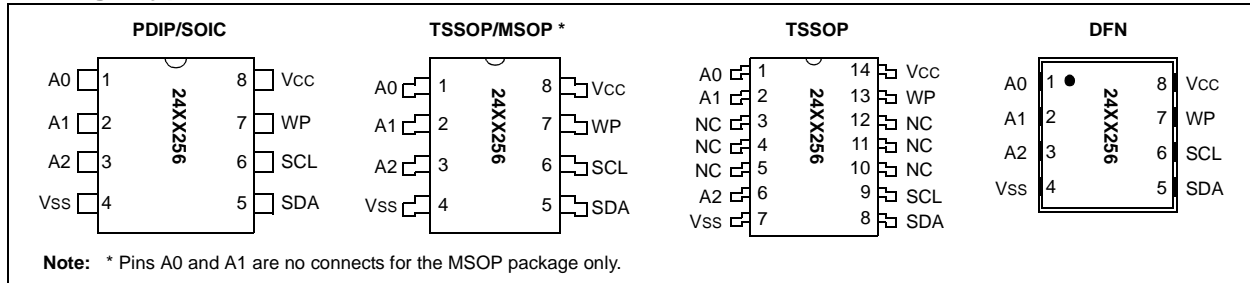 PDIP/SOIC
A0 1 8 VCC
A1 2 7 WP
A2 3 6 SCL
VSS 4 5 SDA
24XX256
TSSOP/MSOP *
A0 1 8 VCC
A1 2 7 WP
A2 3 6 SCL
VSS 4 5 SDA
24XX256
TSSOP
A0 1 14 VCC
A1 2 13 WP
NC 3 12 NC
NC 4 11 NC
NC 5 10 NC
A2 6 9 SCL
VSS 7 8 SDA
24XX256
DFN
A0 1 8 VCC
A1 2 7 WP
A2 3 6 SCL
VSS 4 5 SDA
24XX256
Note: * Pins A0 and A1 are no connects for the MSOP package only.